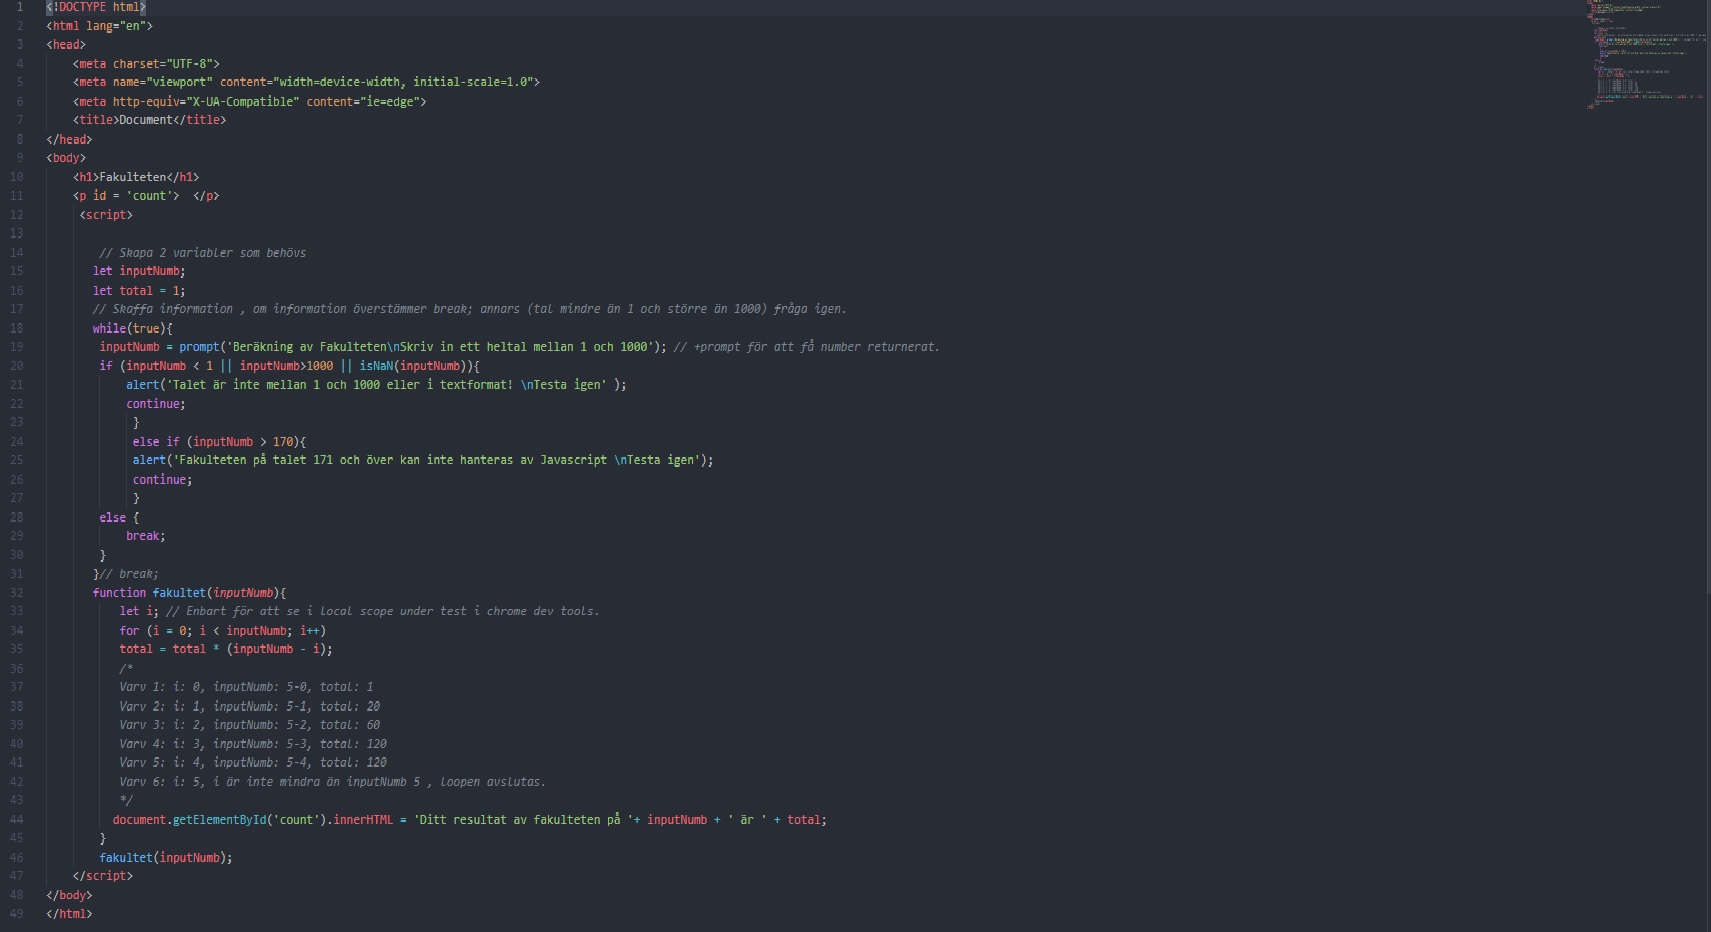 1 <!DOCTYPE html>
2 <html lang="en">
3 <head>
4 <meta charset="UTF-8">
5 <meta name="viewport" content="width=device-width, initial-scale=1.0">
6 <meta http-equiv="X-UA-Compatible" content="ie=edge">
7 <title>Document</title>
8 </head>
9 <body>
10 <h1>Fakulteten</h1>
11 <p id = 'count'>  </p>
12 <script>
13
14 // Skapa 2 variabler som behövs
15 let inputNumb;
16 let total = 1;
17 // Skaffa information , om information överstämmer break; annars (tal mindre än 1 och större än 1000) fråga igen.
18 while(true){
19 inputNumb = prompt('Beräkning av Fakulteten\nSkriv in ett heltal mellan 1 och 1000'); // +prompt för att få number returnerat.
20 if (inputNumb < 1 || inputNumb>1000 || isNaN(inputNumb)){
21 alert('Talet är inte mellan 1 och 1000 eller i textformat! \nTesta igen' );
22 continue;
23 }
24 else if (inputNumb > 170){
25 alert('Fakulteten på talet 171 och över kan inte hanteras av Javascript \nTesta igen');
26 continue;
27 }
28 else {
29 break;
30 }
31 }// break;
32 function fakultet(inputNumb){
33 let i; // Enbart för att se i local scope under test i chrome dev tools.
34 for (i = 0; i < inputNumb; i++)
35 total = total * (inputNumb - i);
36 /*
37 Varv 1: i: 0, inputNumb: 5-0, total: 1
38 Varv 2: i: 1, inputNumb: 5-1, total: 20
39 Varv 3: i: 2, inputNumb: 5-2, total: 60
40 Varv 4: i: 3, inputNumb: 5-3, total: 120
41 Varv 5: i: 4, inputNumb: 5-4, total: 120
42 Varv 6: i: 5, i är inte mindra än inputNumb 5 , loopen avslutas.
43 */
44 document.getElementById('count').innerHTML = 'Ditt resultat av fakulteten på '+ inputNumb + ' är ' + total;
45 }
46 fakultet(inputNumb);
47 </script>
48 </body>
49 </html>